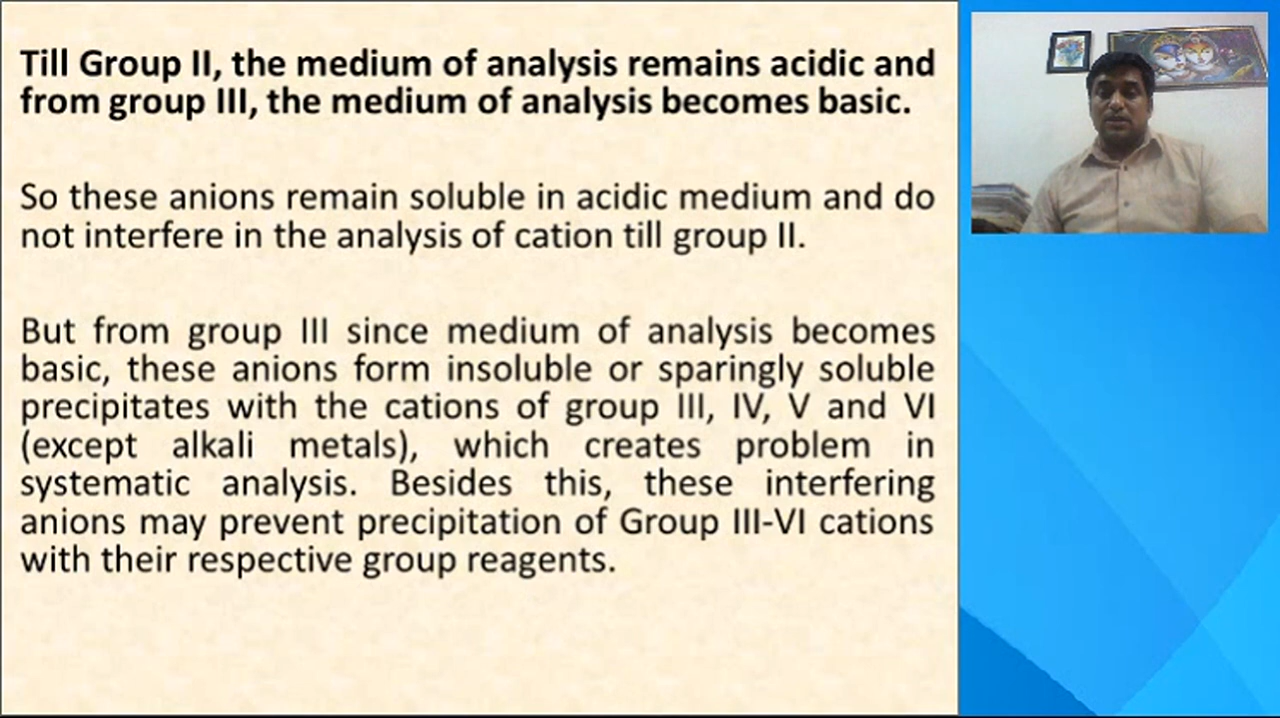 Till Group II, the medium of analysis remains acidic and
from group III, the medium of analysis becomes basic.
So these anions remain soluble in acidic medium and do
not interfere in the analysis of cation till group II.
But from group III since medium of analysis becomes
basic, these anions form insoluble or sparingly soluble
precipitates with the cations of group III, IV, V and VI
(except alkali metals), which creates problem in
systematic analysis. Besides this, these interfering
anions may prevent precipitation of Group III-VI cations
with their respective group reagents.